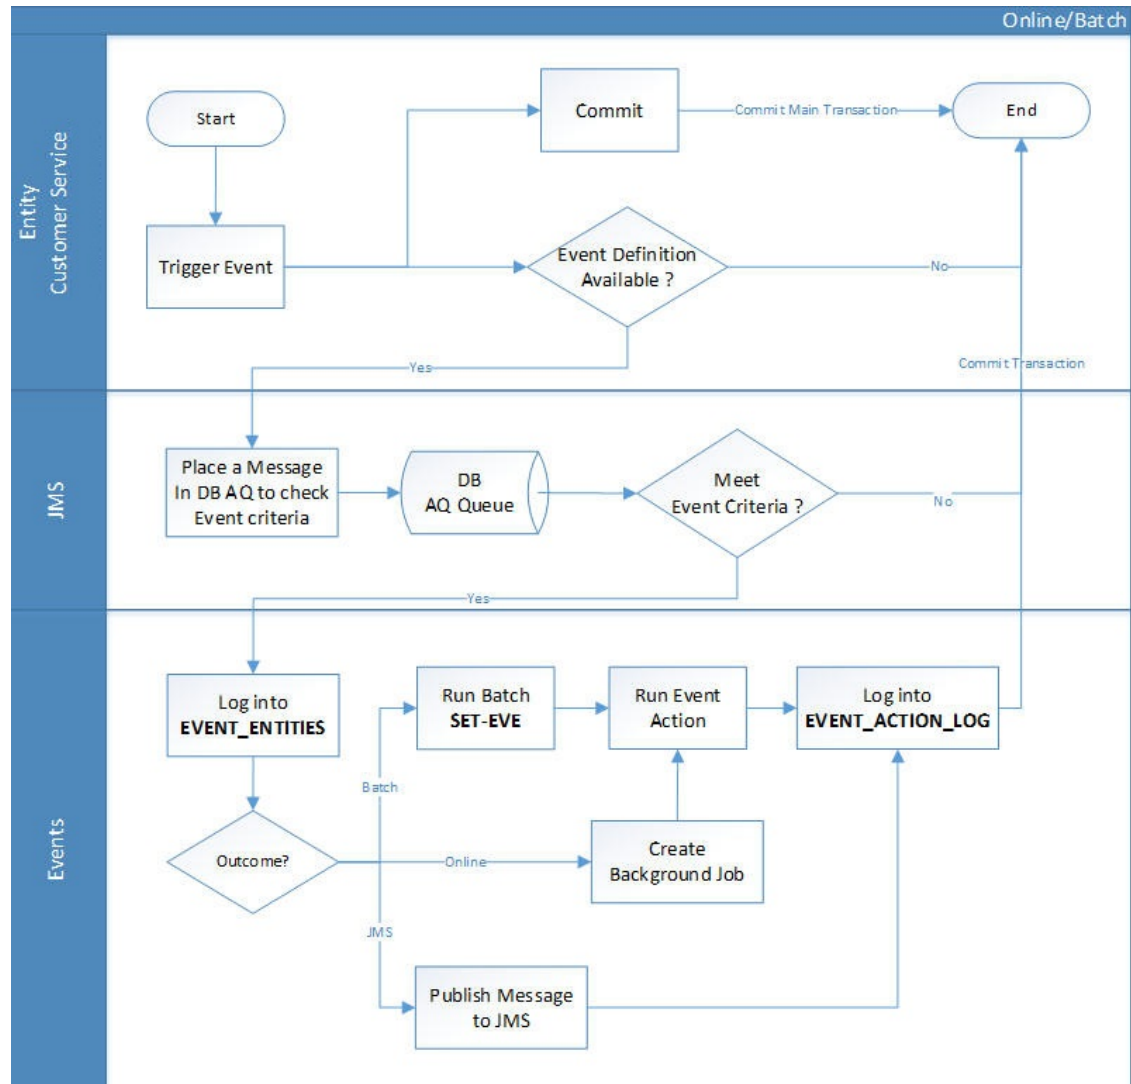 Online/Batch
Entity
Customer Service
Start
Commit
Commit Main Transaction
End
Trigger Event
Event Definition
Available ?
No
Yes
Commit Transaction
JMS
Place a Message
In DB AQ to check
Event criteria
DB
AQ Queue
Meet
Event Criteria ?
No
Yes
Events
Log into
EVENT_ENTITIES
Run Batch
SET-EVE
Run Event
Action
Log into
EVENT_ACTION_LOG
Batch
Outcome?
Online
Create
Background Job
JMS
Publish Message
to JMS